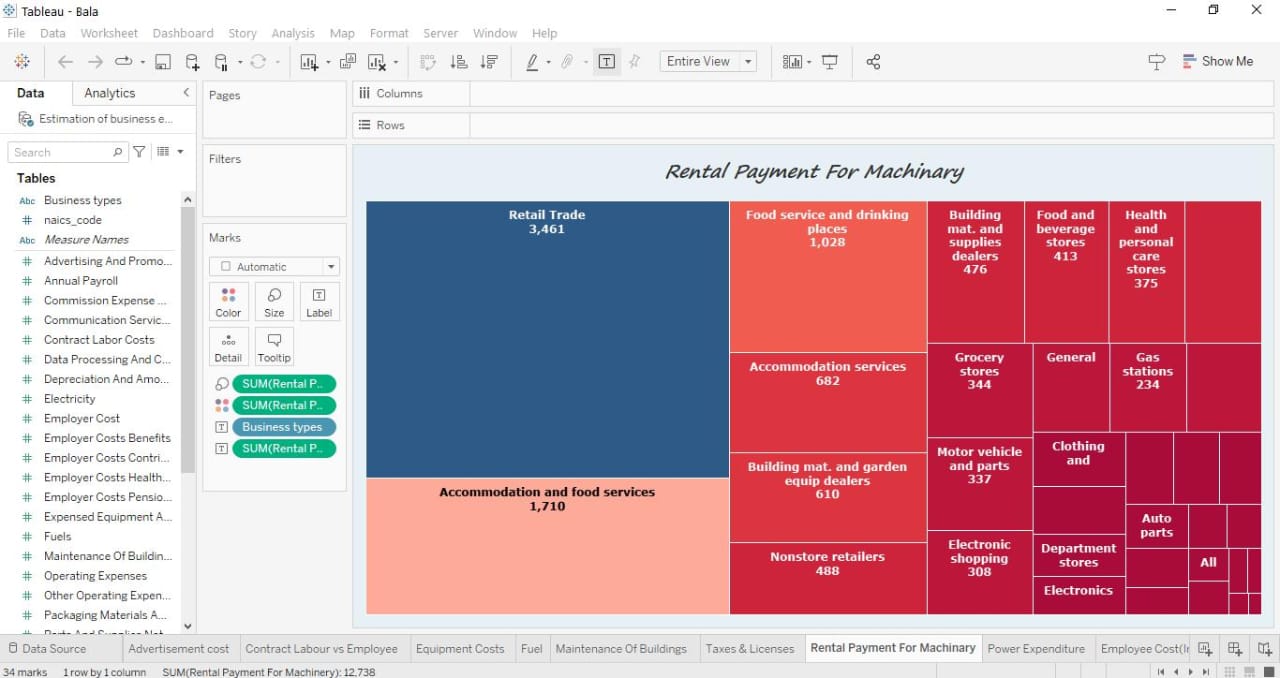 Tableau - Bala
File Data Worksheet Dashboard Story Analysis Map Format Server Window Help
Entire View
Show Me
Data Analytics
Estimation of business e...
Search
Tables
Abc Business types
# naics_code
Abc Measure Names
# Advertising And Promo...
# Annual Payroll
# Commission Expense ...
# Communication Servic...
# Contract Labor Costs
# Data Processing And C...
# Depreciation And Amo...
# Electricity
# Employer Cost
# Employer Costs Benefits
# Employer Costs Contri...
# Employer Costs Health...
# Employer Costs Pensio...
# Expensed Equipment A...
# Fuels
# Maintenance Of Buildin...
# Operating Expenses
# Other Operating Expen...
# Packaging Materials A...
Pages
Filters
Marks
Automatic
Color Size Label
Detail Tooltip
SUM(Rental P..
SUM(Rental P..
Business types
SUM(Rental P..
Columns
Rows
Rental Payment For Machinary
Retail Trade
3,461
Accommodation and food services
1,710
Food service and drinking
places
1,028
Accommodation services
682
Building mat. and garden
equip dealers
610
Nonstore retailers
488
Building
mat. and
supplies
dealers
476
Food and
beverage
stores
413
Health
and
personal
care
stores
375
Grocery
stores
344
General
Gas
stations
234
Motor vehicle
and parts
337
Clothing
and
Electronic
shopping
308
Auto
parts
Department
stores
All
Electronics
Data Source Advertisement cost Contract Labour vs Employee Equipment Costs Fuel Maintenance Of Buildings Taxes & Licenses Rental Payment For Machinary Power Expenditure Employee Cost(I
34 marks 1 row by 1 column SUM(Rental Payment For Machinery): 12,738